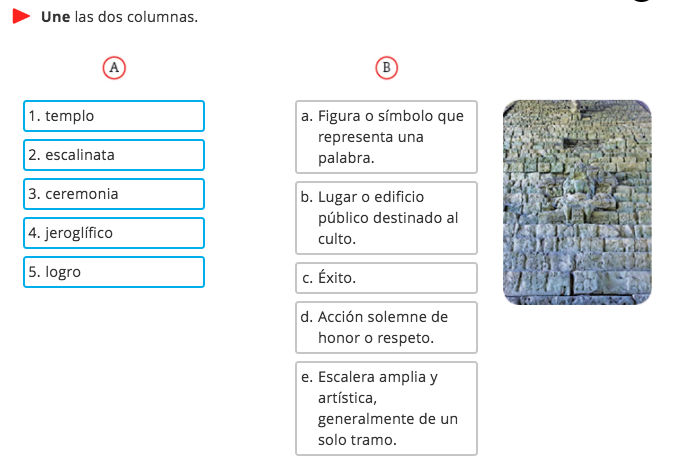 Une las dos columnas.
A
B
1. templo
2. escalinata
3. ceremonia
4. jeroglífico
5. logro
a. Figura o símbolo que
representa una
palabra.
b. Lugar o edificio
público destinado al
culto.
c. Éxito.
d. Acción solemne de
honor o respeto.
e. Escalera amplia y
artística,
generalmente de un
solo tramo.